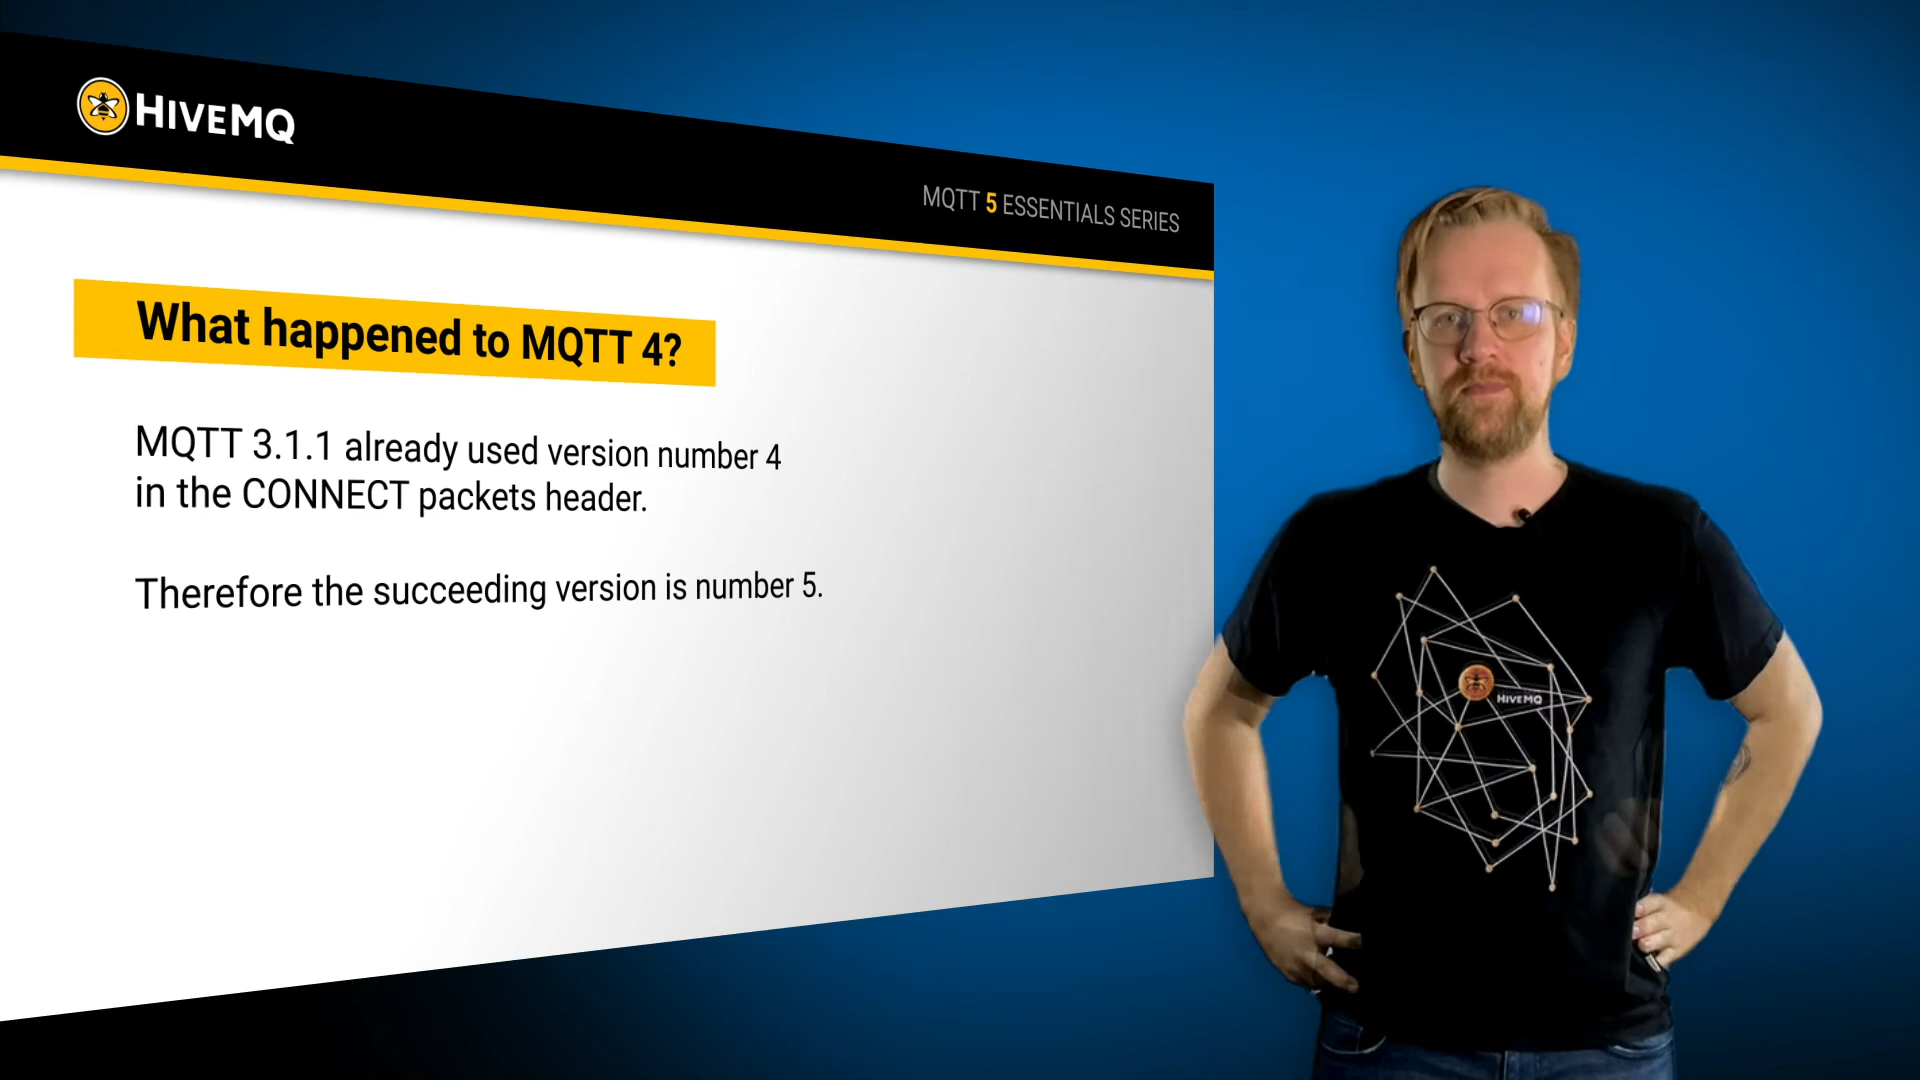 HIVEMQ
MQTT 5 ESSENTIALS SERIES
What happened to MQTT 4?
MQTT 3.1.1 already used version number 4
in the CONNECT packets header.
Therefore the succeeding version is number 5.
HIVEMQ